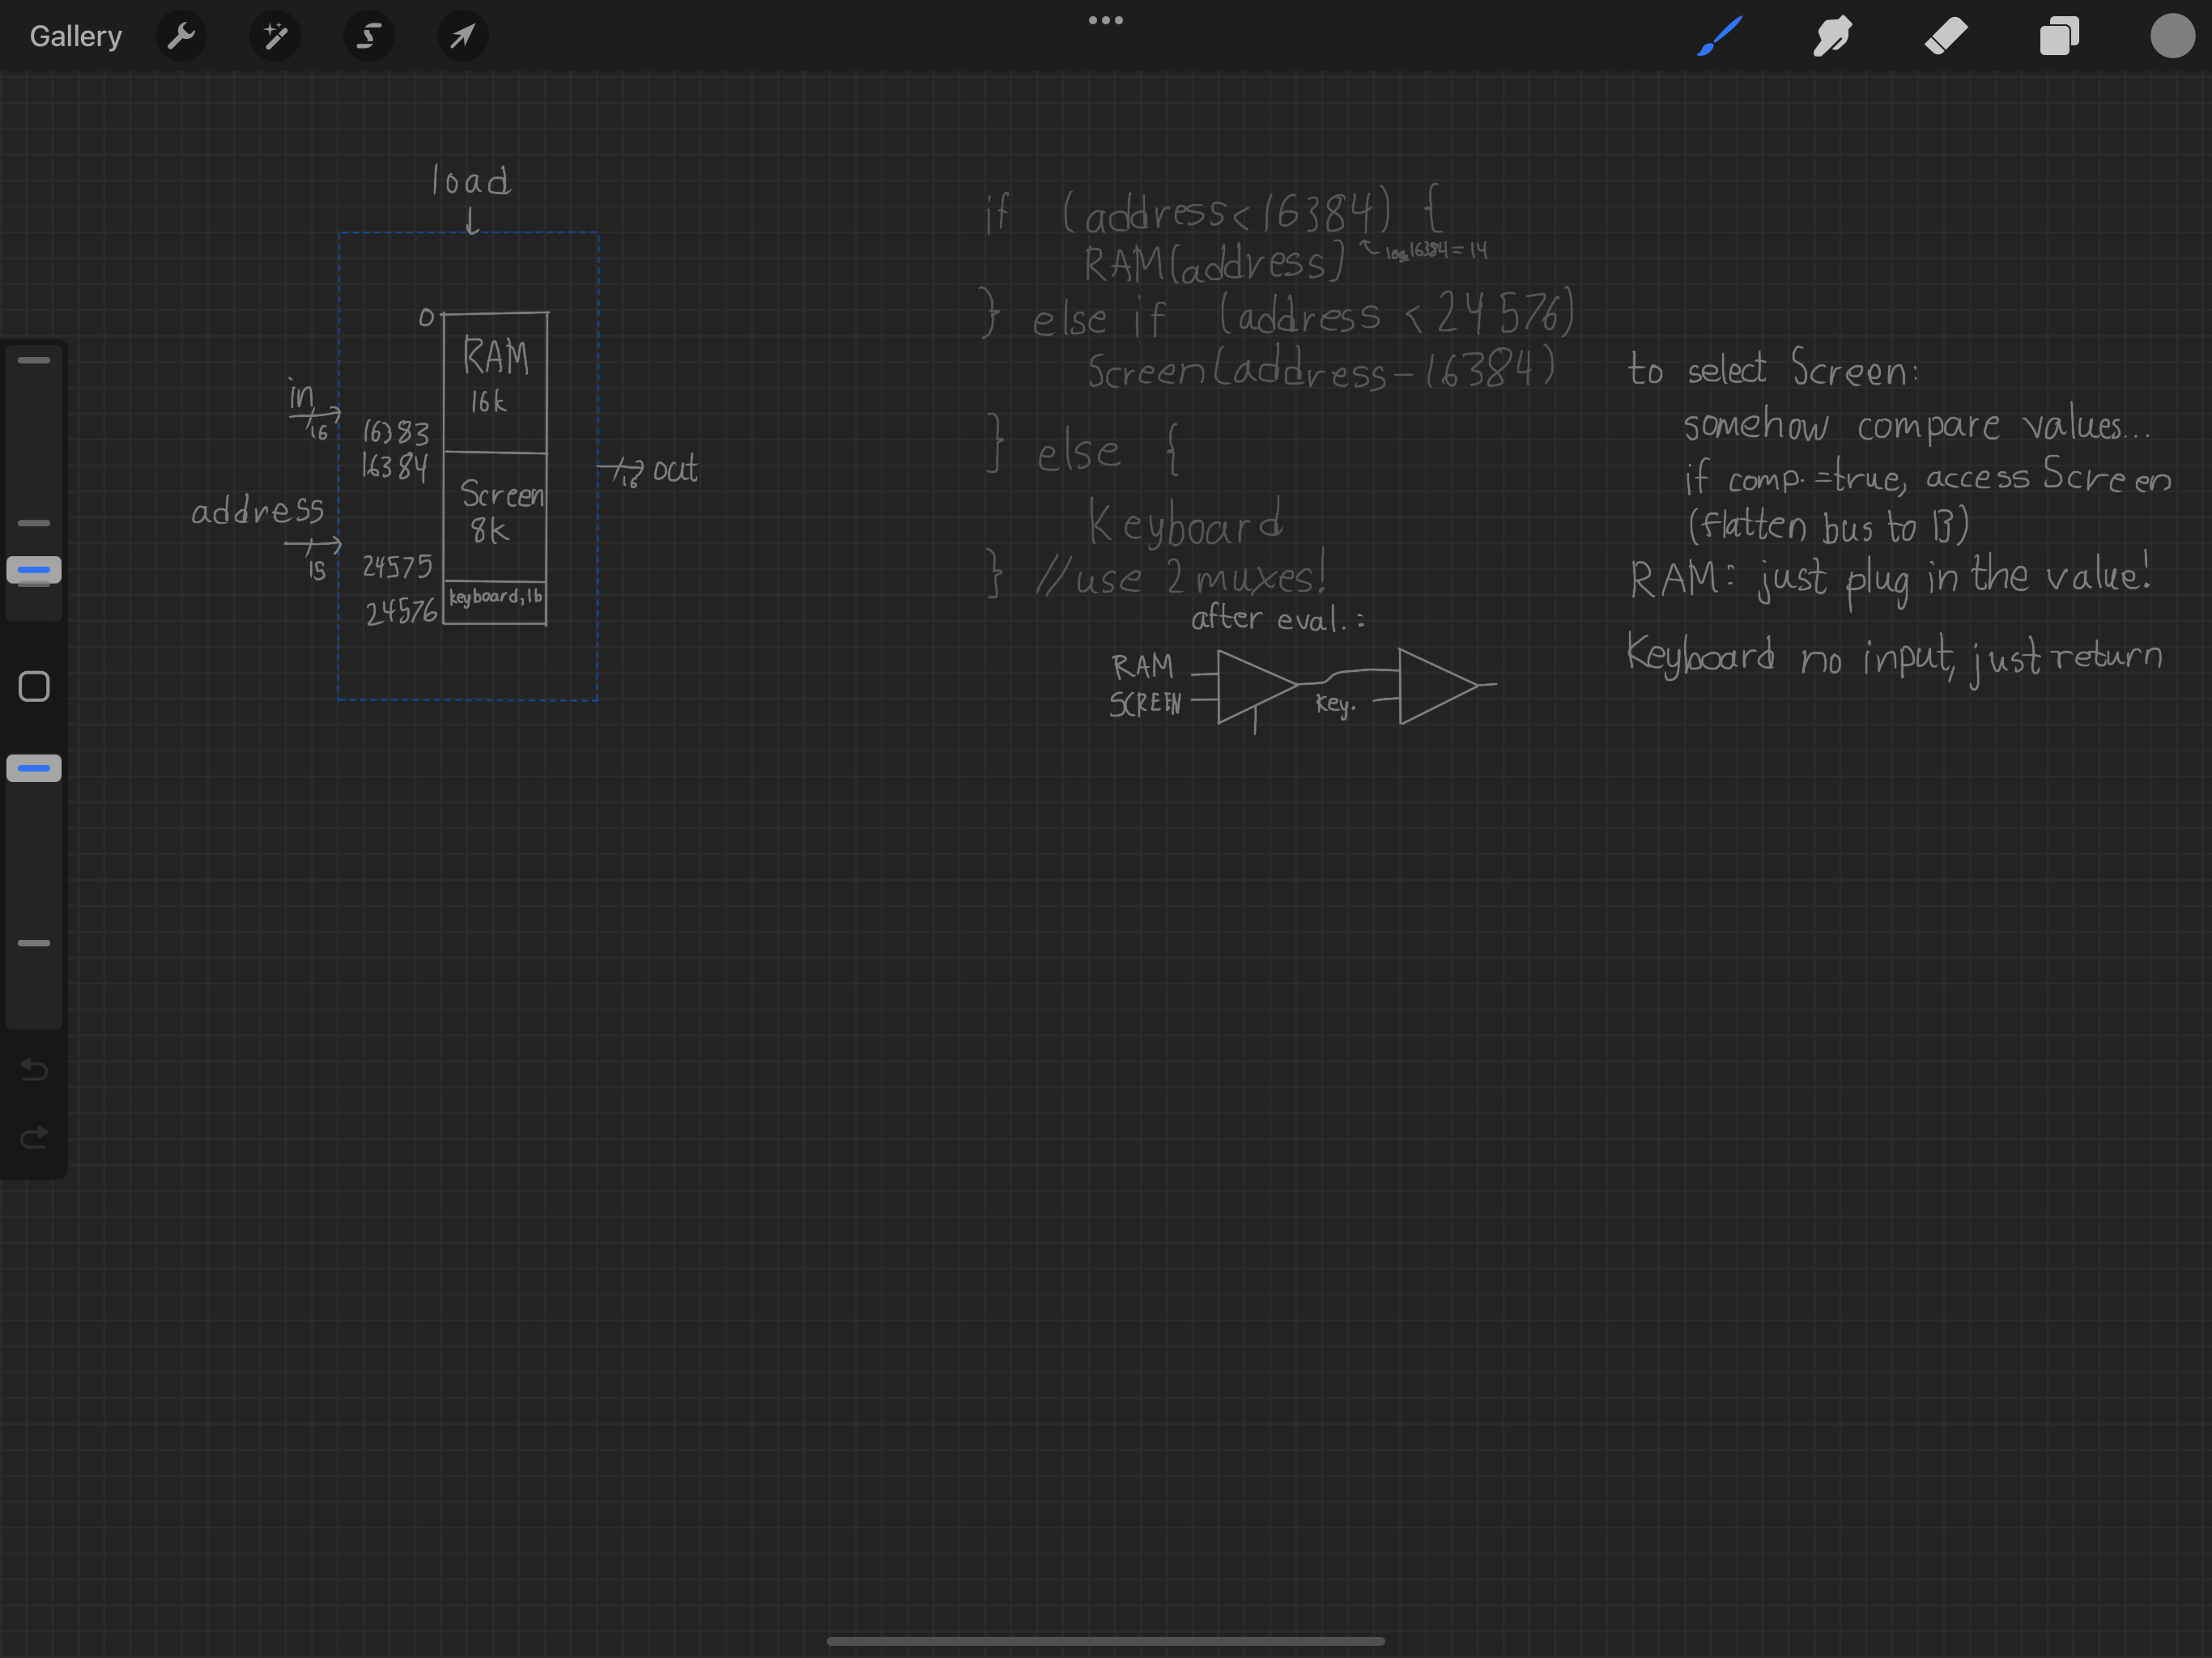 Gallery
load
0
RAM
16k
in
16
16383
16384
Screen
8k
address
15
24575
24576
keyboard, 1b
16
out
if (address<16384) {
RAM(address)
log₂16384=14
} else if (address < 24576)
Screen(address-16384)
} else {
Keyboard
} //use 2 muxes!
after eval.:
RAM
SCREEN
key.
to select Screen:
somehow compare values...
if comp.=true, access Screen
(flatten bus to 13)
RAM: just plug in the value!
Keyboard no input, just return